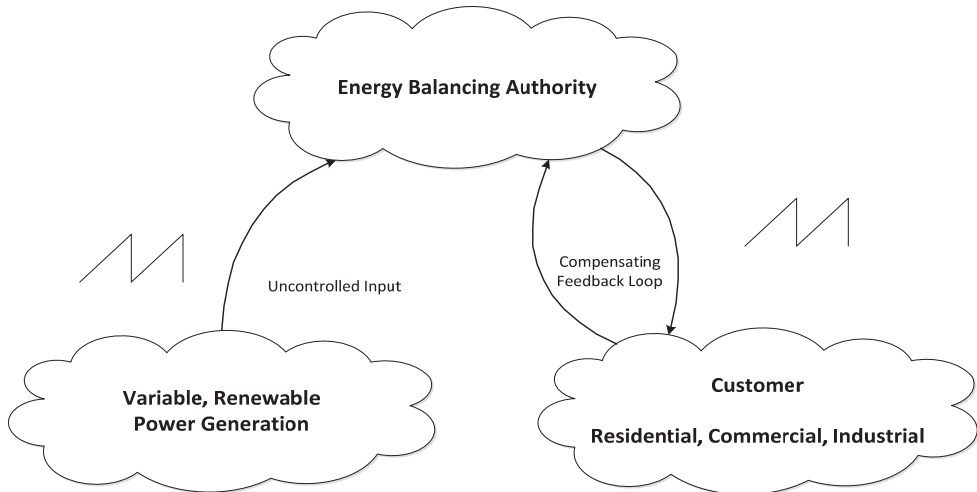 Energy Balancing Authority
Uncontrolled Input
Compensating
Feedback Loop
Variable, Renewable
Power Generation
Customer
Residential, Commercial, Industrial